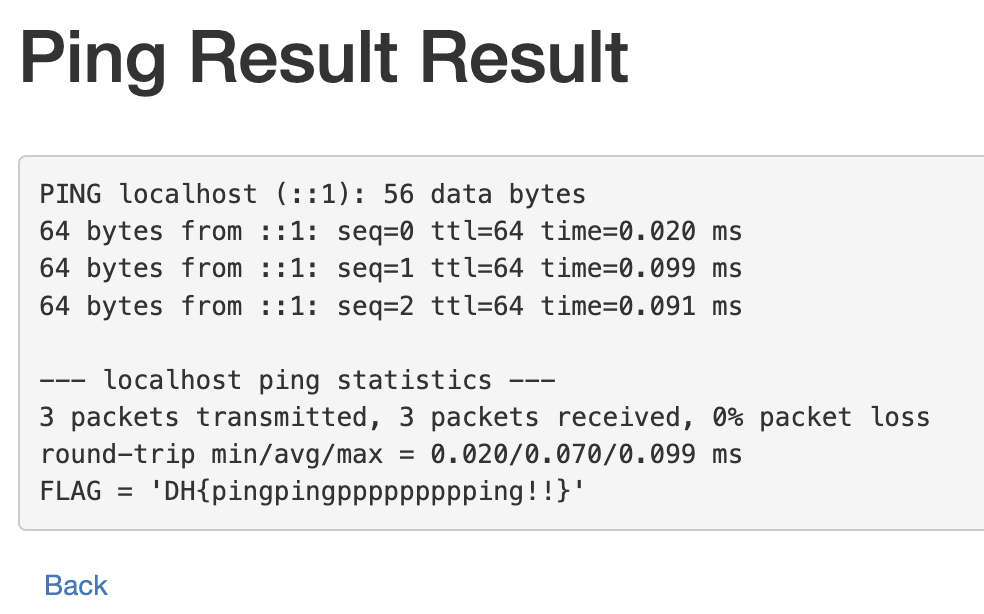 Ping Result Result
PING localhost (::1): 56 data bytes
64 bytes from ::1: seq=0 ttl=64 time=0.020 ms
64 bytes from ::1: seq=1 ttl=64 time=0.099 ms
64 bytes from ::1: seq=2 ttl=64 time=0.091 ms
--- localhost ping statistics ---
3 packets transmitted, 3 packets received, 0% packet loss
round-trip min/avg/max = 0.020/0.070/0.099 ms
FLAG = 'DH{pingpingppppppppping!!}'
Back